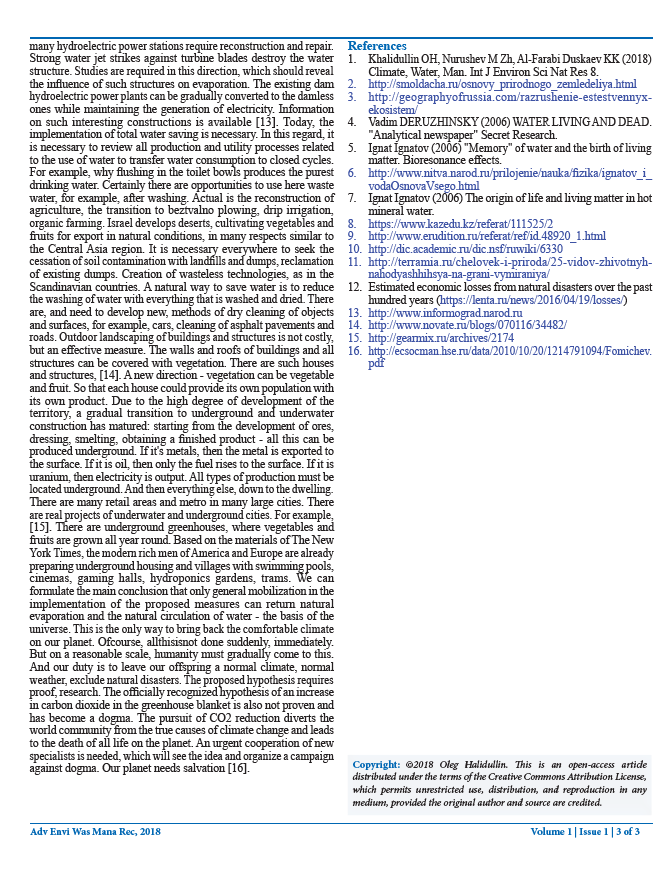 many hydroelectric power stations require reconstruction and repair.
Strong water jet strikes against turbine blades destroy the water
structure. Studies are required in this direction, which should reveal
the influence of such structures on evaporation. The existing dam
hydroelectric power plants can be gradually converted to the damless
ones while maintaining the generation of electricity. Information
on such interesting constructions is available [13]. Today, the
implementation of total water saving is necessary. In this regard, it
is necessary to review all production and utility processes related
to the use of water to transfer water consumption to closed cycles.
For example, why flushing in the toilet bowls produces the purest
drinking water. Certainly there are opportunities to use here waste
water, for example, after washing. Actual is the reconstruction of
agriculture, the transition to beztvalno plowing, drip irrigation,
organic farming. Israel develops deserts, cultivating vegetables and
fruits for export in natural conditions, in many respects similar to
the Central Asia region. It is necessary everywhere to seek the
cessation of soil contamination with landfills and dumps, reclamation
of existing dumps. Creation of wasteless technologies, as in the
Scandinavian countries. A natural way to save water is to reduce
the washing of water with everything that is washed and dried. There
are, and need to develop new, methods of dry cleaning of objects
and surfaces, for example, cars, cleaning of asphalt pavements and
roads. Outdoor landscaping of buildings and structures is not costly,
but an effective measure. The walls and roofs of buildings and all
structures can be covered with vegetation. There are such houses
and structures, [14]. A new direction - vegetation can be vegetable
and fruit. So that each house could provide its own population with
its own product. Due to the high degree of development of the
territory, a gradual transition to underground and underwater
construction has matured: starting from the development of ores,
dressing, smelting, obtaining a finished product - all this can be
produced underground. If it's metals, then the metal is exported to
the surface. If it is oil, then only the fuel rises to the surface. If it is
uranium, then electricity is output. All types of production must be
located underground. And then everything else, down to the dwelling.
There are many retail areas and metro in many large cities. There
are real projects of underwater and underground cities. For example,
[15]. There are underground greenhouses, where vegetables and
fruits are grown all year round. Based on the materials of The New
York Times, the modern rich men of America and Europe are already
preparing underground housing and villages with swimming pools,
cinemas, gaming halls, hydroponics gardens, trams. We can
formulate the main conclusion that only general mobilization in the
implementation of the proposed measures can return natural
evaporation and the natural circulation of water - the basis of the
universe. This is the only way to bring back the comfortable climate
on our planet. Ofcourse, allthisisnot done suddenly, immediately.
But on a reasonable scale, humanity must gradually come to this.
And our duty is to leave our offspring a normal climate, normal
weather, exclude natural disasters. The proposed hypothesis requires
proof, research. The officially recognized hypothesis of an increase
in carbon dioxide in the greenhouse blanket is also not proven and
has become a dogma. The pursuit of CO2 reduction diverts the
world community from the true causes of climate change and leads
to the death of all life on the planet. An urgent cooperation of new
specialists is needed, which will see the idea and organize a campaign
against dogma. Our planet needs salvation [16].
References
1. Khalidullin OH, Nurushev M Zh, Al-Farabi Duskaev KK (2018)
Climate, Water, Man. Int J Environ Sci Nat Res 8.
2. http://smoldacha.ru/osnovy_prirodnogo_zemledeliya.html
3. http://geographyofrussia.com/razrushenie-estestvennyx-
ekosistem/
4. Vadim DERUZHINSKY (2006) WATER LIVING AND DEAD.
"Analytical newspaper" Secret Research.
5. Ignat Ignatov (2006) "Memory" of water and the birth of living
matter. Bioresonance effects.
6. http://www.nitva.narod.ru/prilojenie/nauka/fizika/ignatov_i_
vodaOsnovaVsego.html
7. Ignat Ignatov (2006) The origin of life and living matter in hot
mineral water.
8. https://www.kazedu.kz/referat/111525/2
9. http://www.erudition.ru/referat/ref/id.48920_1.html
10. http://dic.academic.ru/dic.nsf/ruwiki/6330
11. http://terramia.ru/chelovek-i-priroda/25-vidov-zhivotnyh-
nahodyashhihsya-na-grani-vymiraniya/
12. Estimated economic losses from natural disasters over the past
hundred years (https://lenta.ru/news/2016/04/19/losses/)
13. http://www.informograd.narod.ru
14. http://www.novate.ru/blogs/070116/34482/
15. http://gearmix.ru/archives/2174
16. http://ecsocman.hse.ru/data/2010/10/20/1214791094/Fomichev.
pdf
Copyright: ©2018 Oleg Halidullin. This is an open-access article
distributed under the terms of the Creative Commons Attribution License,
which permits unrestricted use, distribution, and reproduction in any
medium, provided the original author and source are credited.
Adv Envi Was Mana Rec, 2018
Volume 1 | Issue 1 | 3 of 3